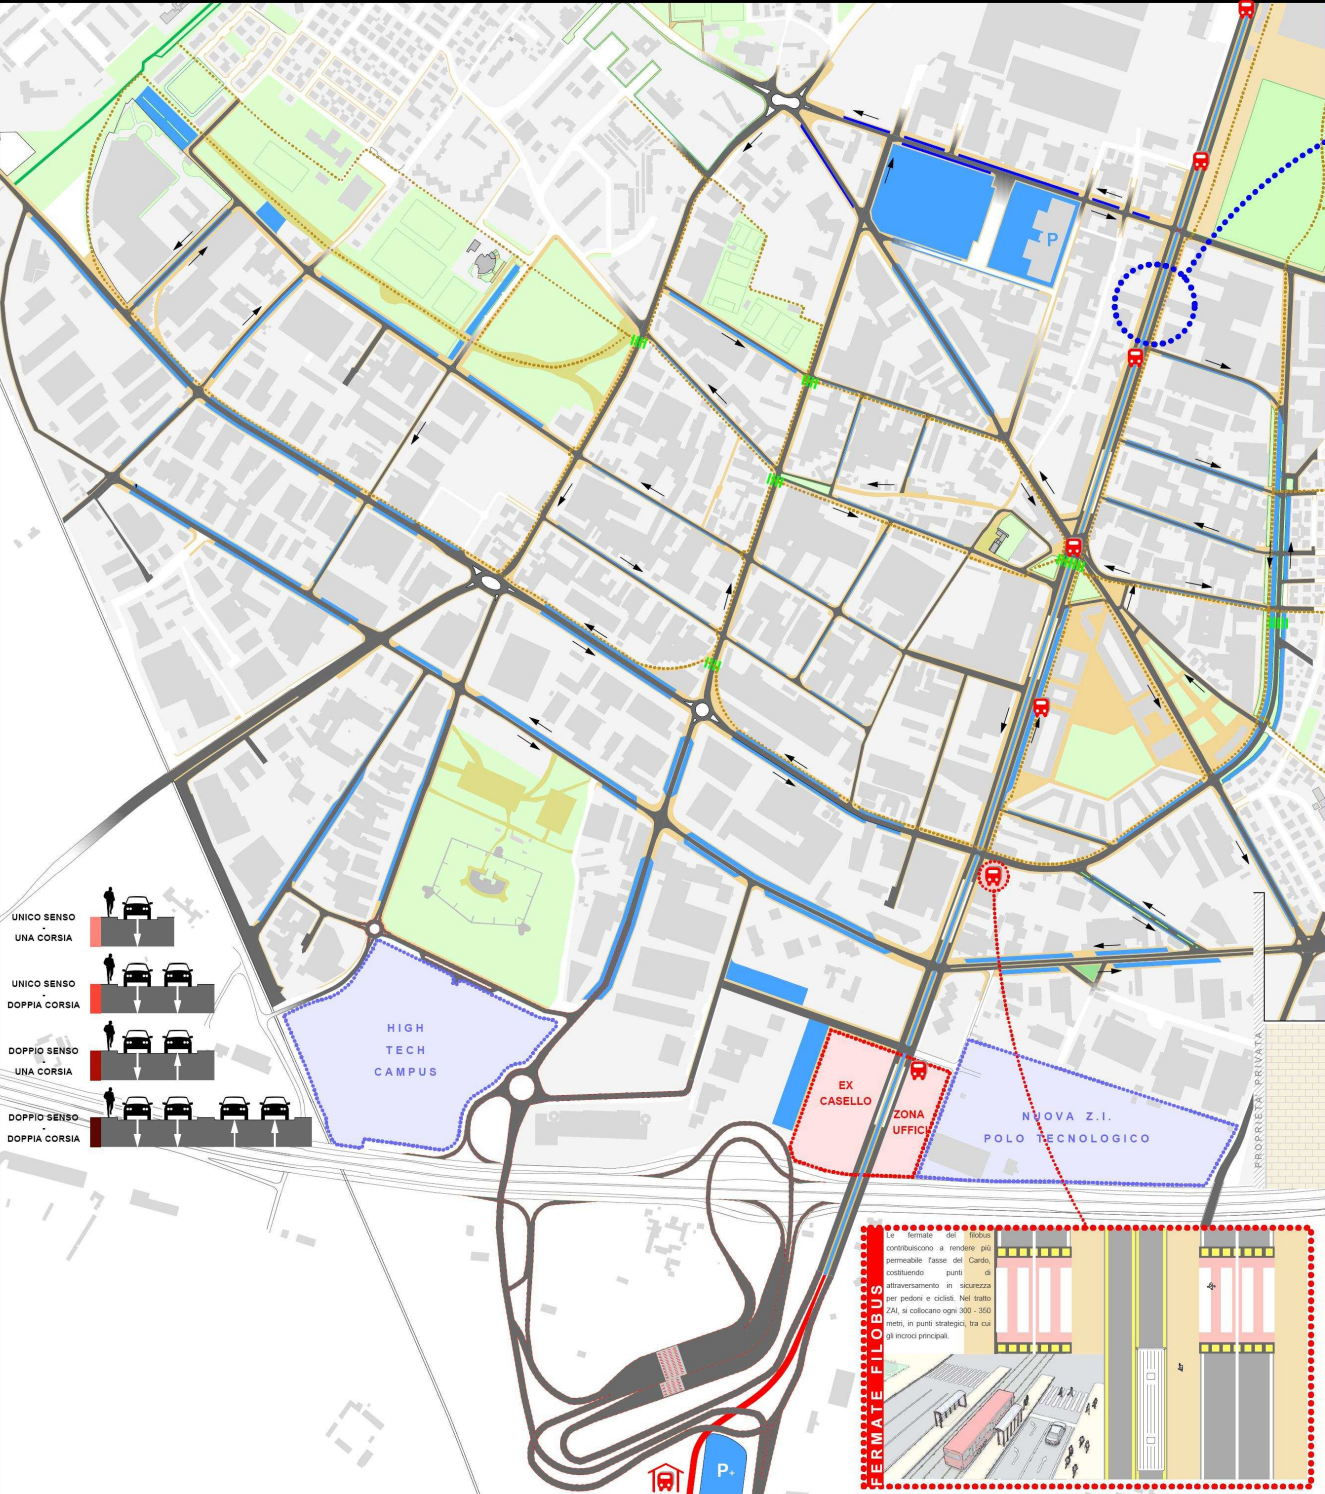 P
UNICO SENSO
-
UNA CORSIA
UNICO SENSO
-
DOPPIA CORSIA
DOPPIO SENSO
-
UNA CORSIA
DOPPIO SENSO
-
DOPPIA CORSIA
HIGH
TECH
CAMPUS
EX
CASELLO
ZONA
UFFICI
NUOVA Z.I.
POLO TECNOLOGICO
PROPRIETA' PRIVATA
FERMATE FILOBUS
Le fermate del filobus
contribuiscono a rendere più
permeabile l'asse del Cardo,
costituendo punti di
attraversamento in sicurezza
per pedoni e ciclisti. Nel tratto
ZAI, si collocano ogni 300 - 350
metri, in punti strategici, tra cui
gli incroci principali.
P+